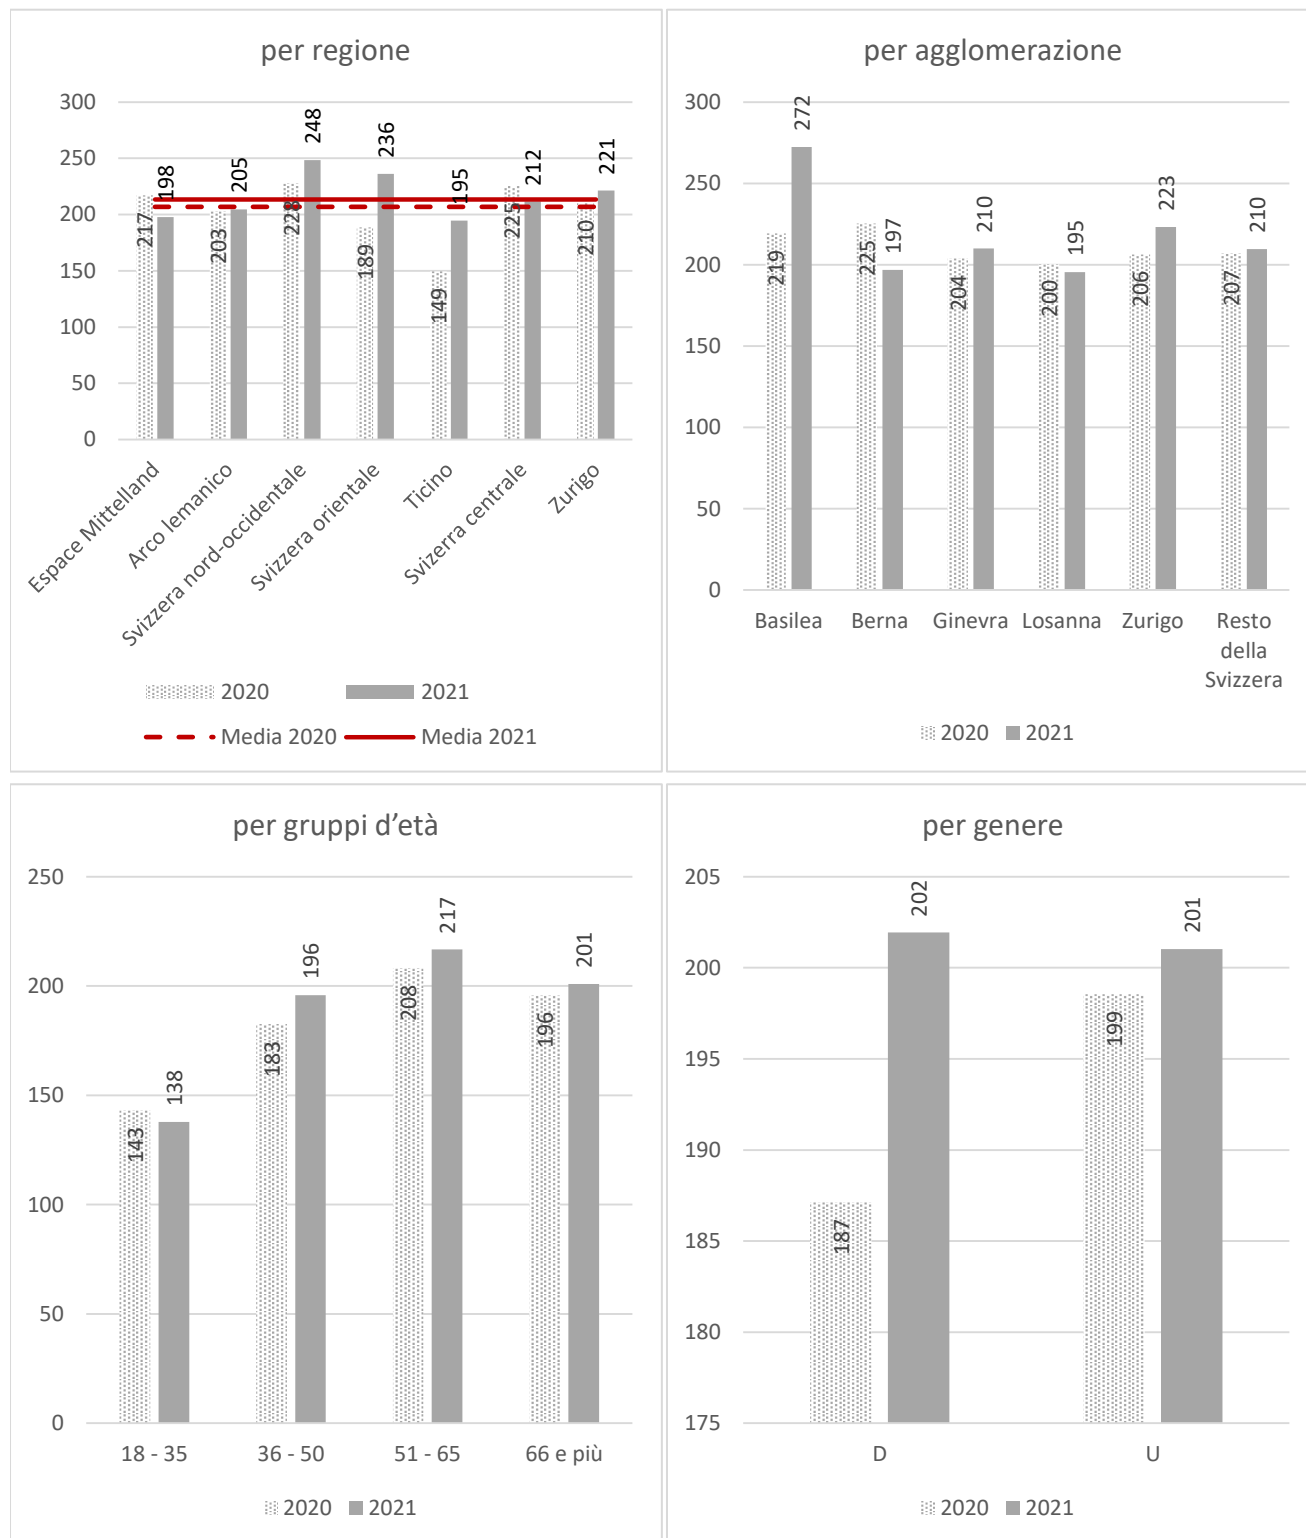 per regione
300
250
200
150
100
50
0
217
198
203
205
228
248
189
236
149
195
225
212
210
221
Espace Mittelland
Arco lemanico
Svizzera nord-occidentale
Svizzera orientale
Ticino
Svizerra centrale
Zurigo
2020
2021
Media 2020
Media 2021
per agglomerazione
300
250
200
150
100
50
0
219
272
225
197
204
210
200
195
206
223
207
210
Basilea
Berna
Ginevra
Losanna
Zurigo
Resto
della
Svizzera
2020
2021
per gruppi d’età
250
200
150
100
50
0
143
138
183
196
208
217
196
201
18 - 35
36 - 50
51 - 65
66 e più
2020
2021
per genere
205
200
195
190
185
180
175
187
202
199
201
D
U
2020
2021